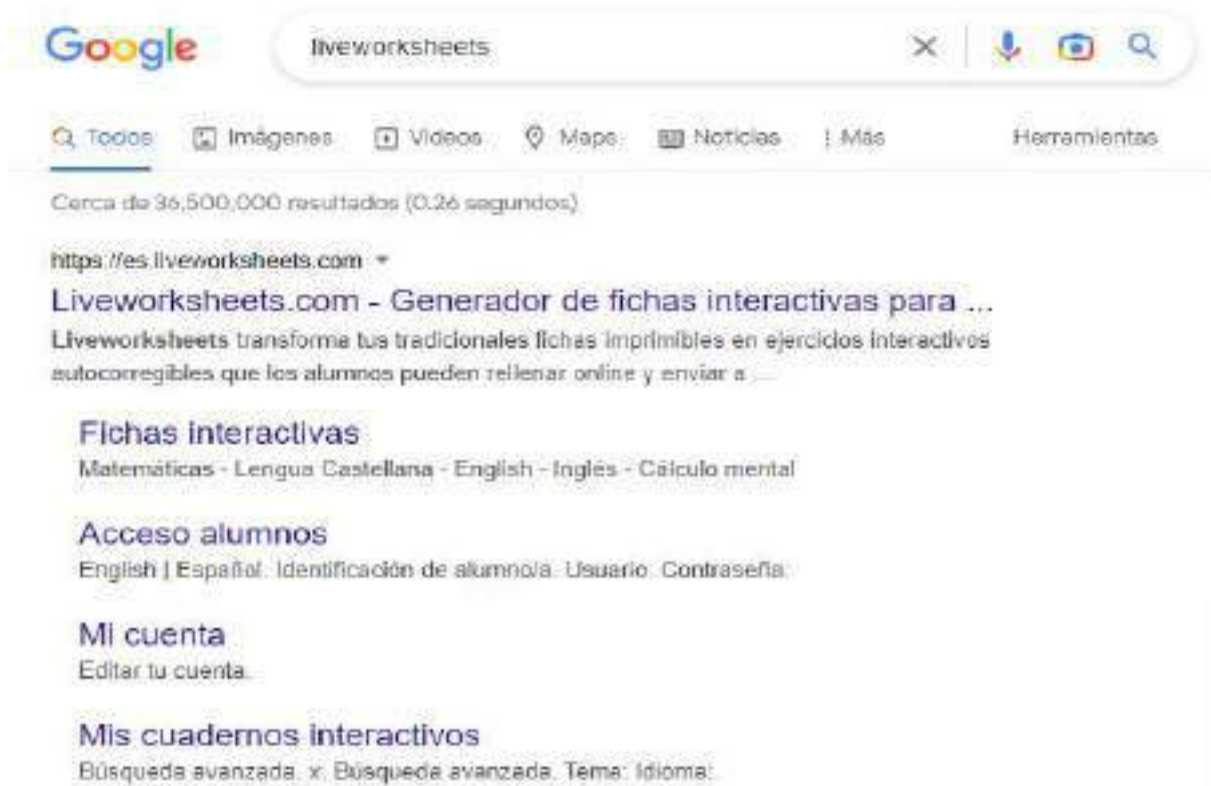 Google
liveworksheets
Todos Imágenes Videos Maps Noticias Más Herramientas
Cerca de 36,500,000 resultados (0.26 segundos)
https://es.liveworksheets.com
Liveworksheets.com - Generador de fichas interactivas para ...
Liveworksheets transforma tus tradicionales fichas imprimibles en ejercicios interactivos
autocorregibles que los alumnos pueden rellenar online y enviar a ...
Fichas interactivas
Matemáticas - Lengua Castellana - English - Inglés - Cálculo mental
Acceso alumnos
English | Español. Identificación de alumno/a. Usuario: Contraseña:
Mi cuenta
Editar tu cuenta.
Mis cuadernos interactivos
Búsqueda avanzada. x. Búsqueda avanzada. Tema: Idioma: